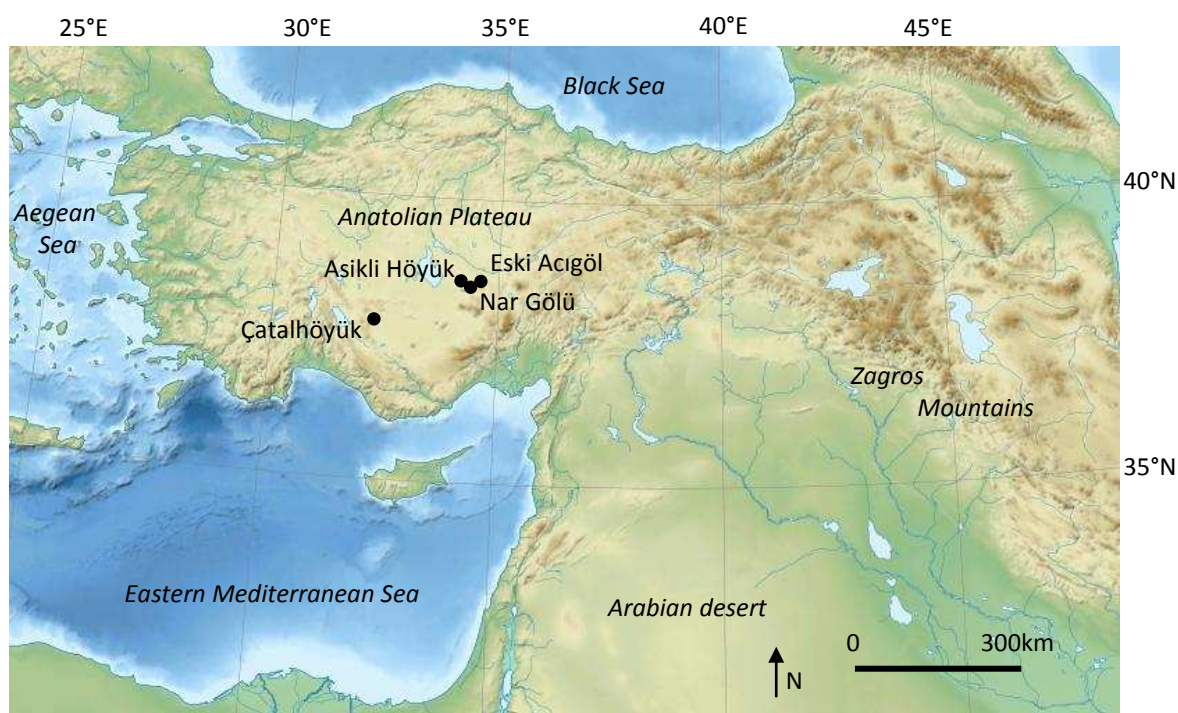 25°E
30°E
35°E
40°E
45°E
Black Sea
40°N
Aegean
Sea
Anatolian Plateau
Asikli Höyük
Eski Acıgöl
Nar Gölü
Çatalhöyük
Zagros
Mountains
35°N
Eastern Mediterranean Sea
Arabian desert
0
300km
N